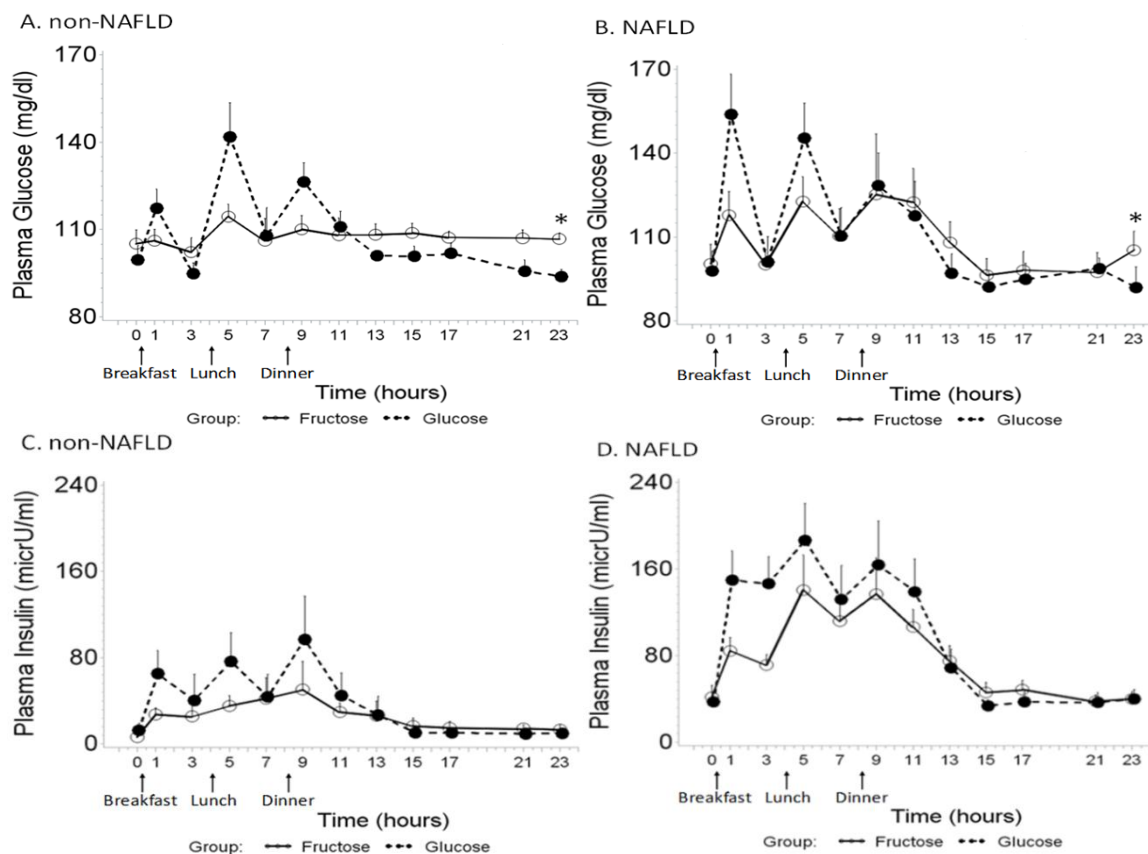 A. non-NAFLD
Plasma Glucose (mg/dl)
170
140
110
80
*
0 1 3 5 7 9 11 13 15 17 21 23
Breakfast Lunch Dinner
Time (hours)
Group: Fructose Glucose
B. NAFLD
Plasma Glucose (mg/dl)
170
140
110
80
*
0 1 3 5 7 9 11 13 15 17 21 23
Breakfast Lunch Dinner
Time (hours)
Group: Fructose Glucose
C. non-NAFLD
Plasma Insulin (micrU/ml)
240
160
80
0
0 1 3 5 7 9 11 13 15 17 21 23
Breakfast Lunch Dinner
Time (hours)
Group: Fructose Glucose
D. NAFLD
Plasma Insulin (micrU/ml)
240
160
80
0
0 1 3 5 7 9 11 13 15 17 21 23
Breakfast Lunch Dinner
Time (hours)
Group: Fructose Glucose